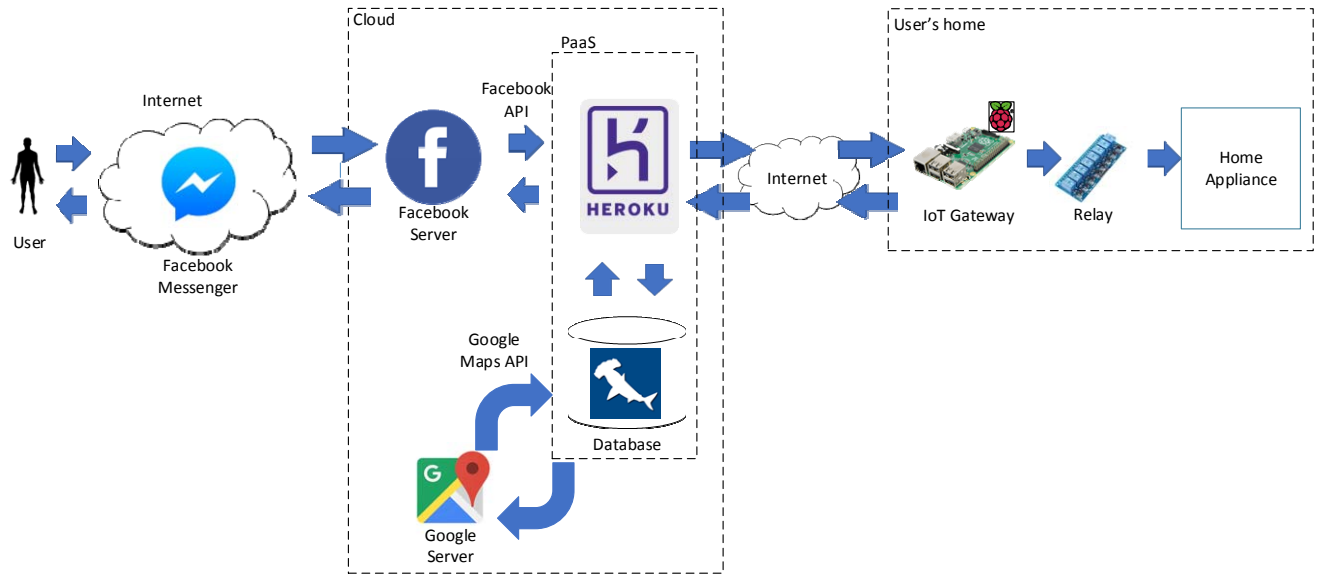 Cloud
User's home
PaaS
Internet
Facebook
API
HEROKU
User
Facebook
Messenger
Facebook
Server
Internet
IoT Gateway
Relay
Home
Appliance
Google
Maps API
Database
G
Google
Server